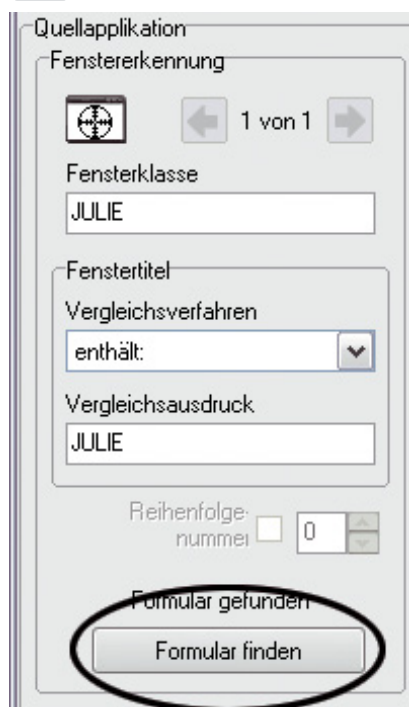 Quellapplikation
Fenstererkennung
1 von 1
Fensterklasse
JULIE
Fenstertitel
Vergleichsverfahren
enthält:
Vergleichsausdruck
JULIE
Reihenfolge-
nummer
0
Formular gefunden
Formular finden